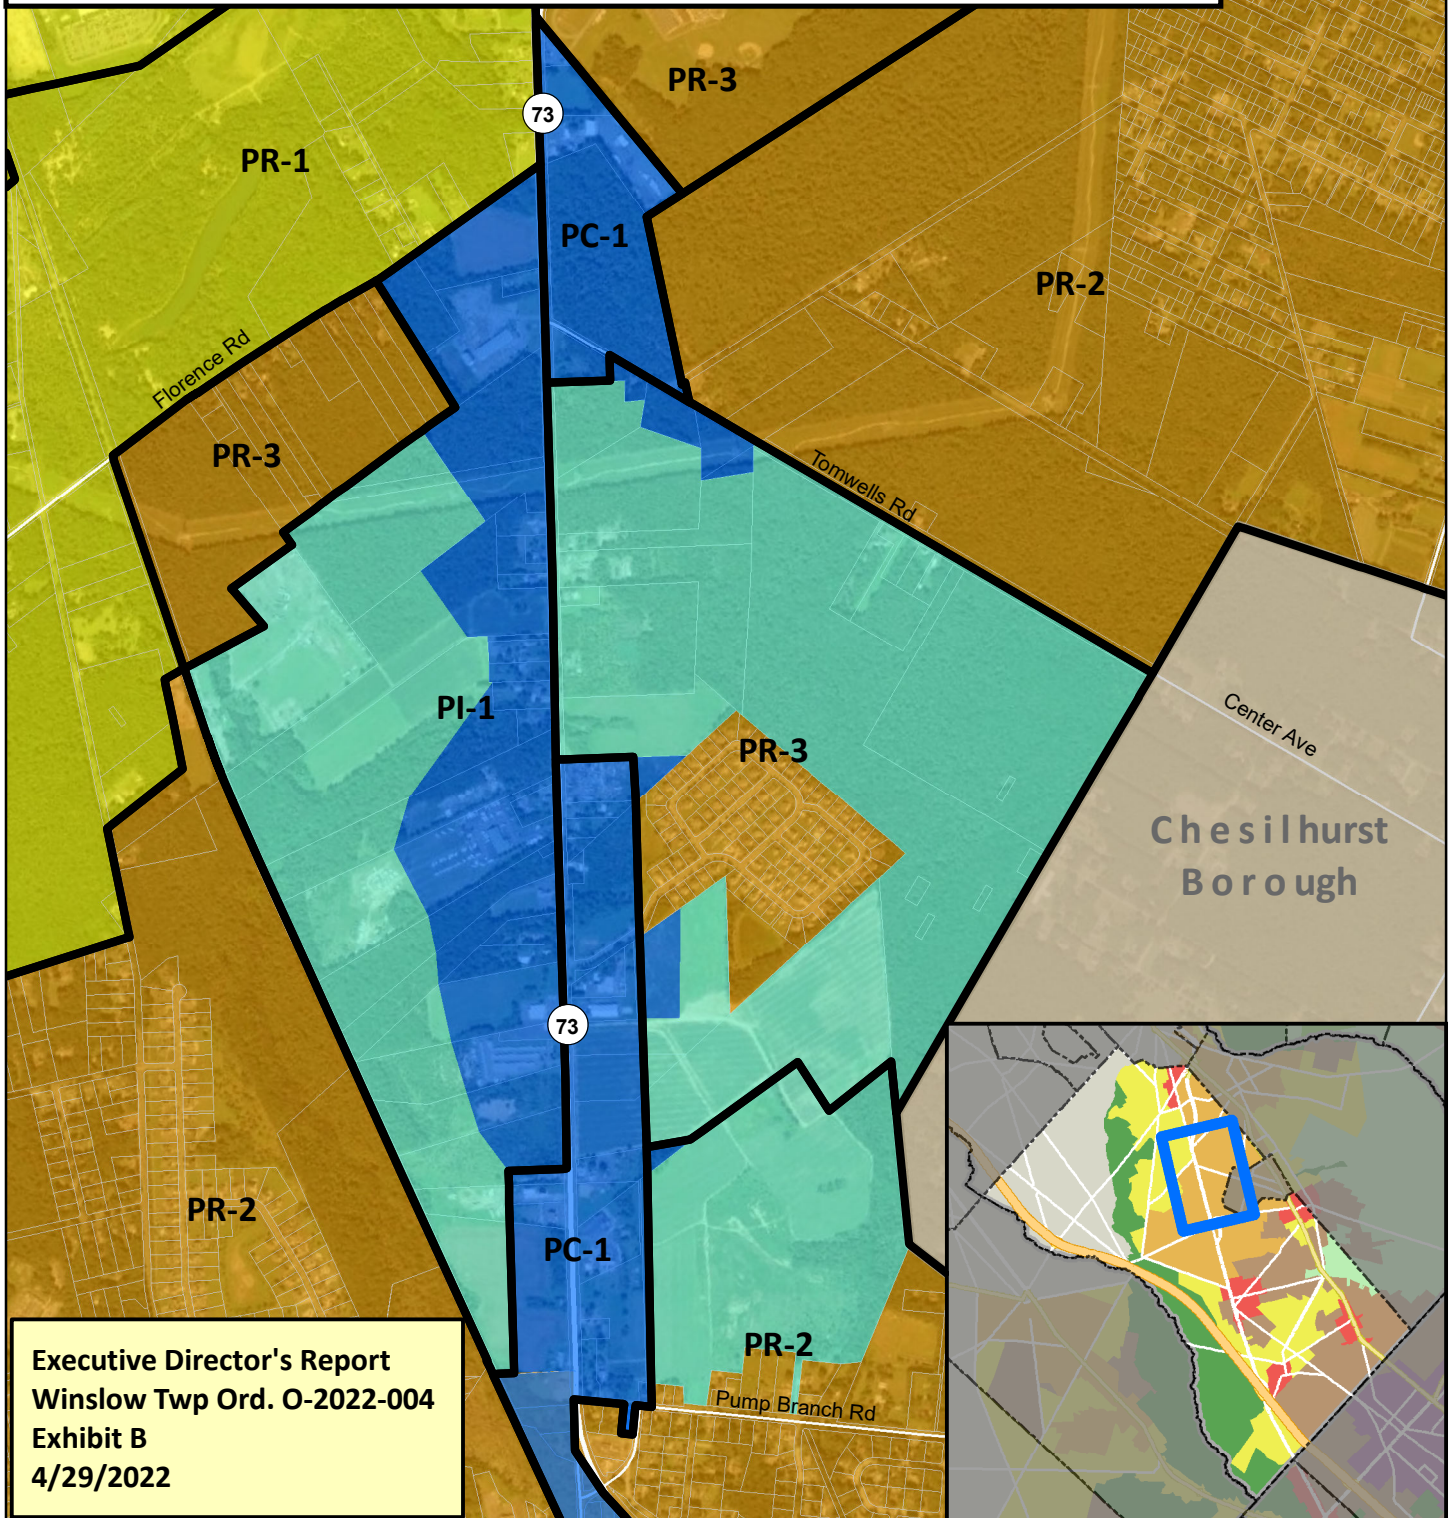 PR-3
73
PR-1
PC-1
PR-2
Florence Rd
PR-3
Tomwells Rd
PI-1
Center Ave
PR-3
Chesilhurst
Borough
73
PR-2
PC-1
PR-2
Pump Branch Rd
Executive Director's Report
Winslow Twp Ord. O-2022-004
Exhibit B
4/29/2022